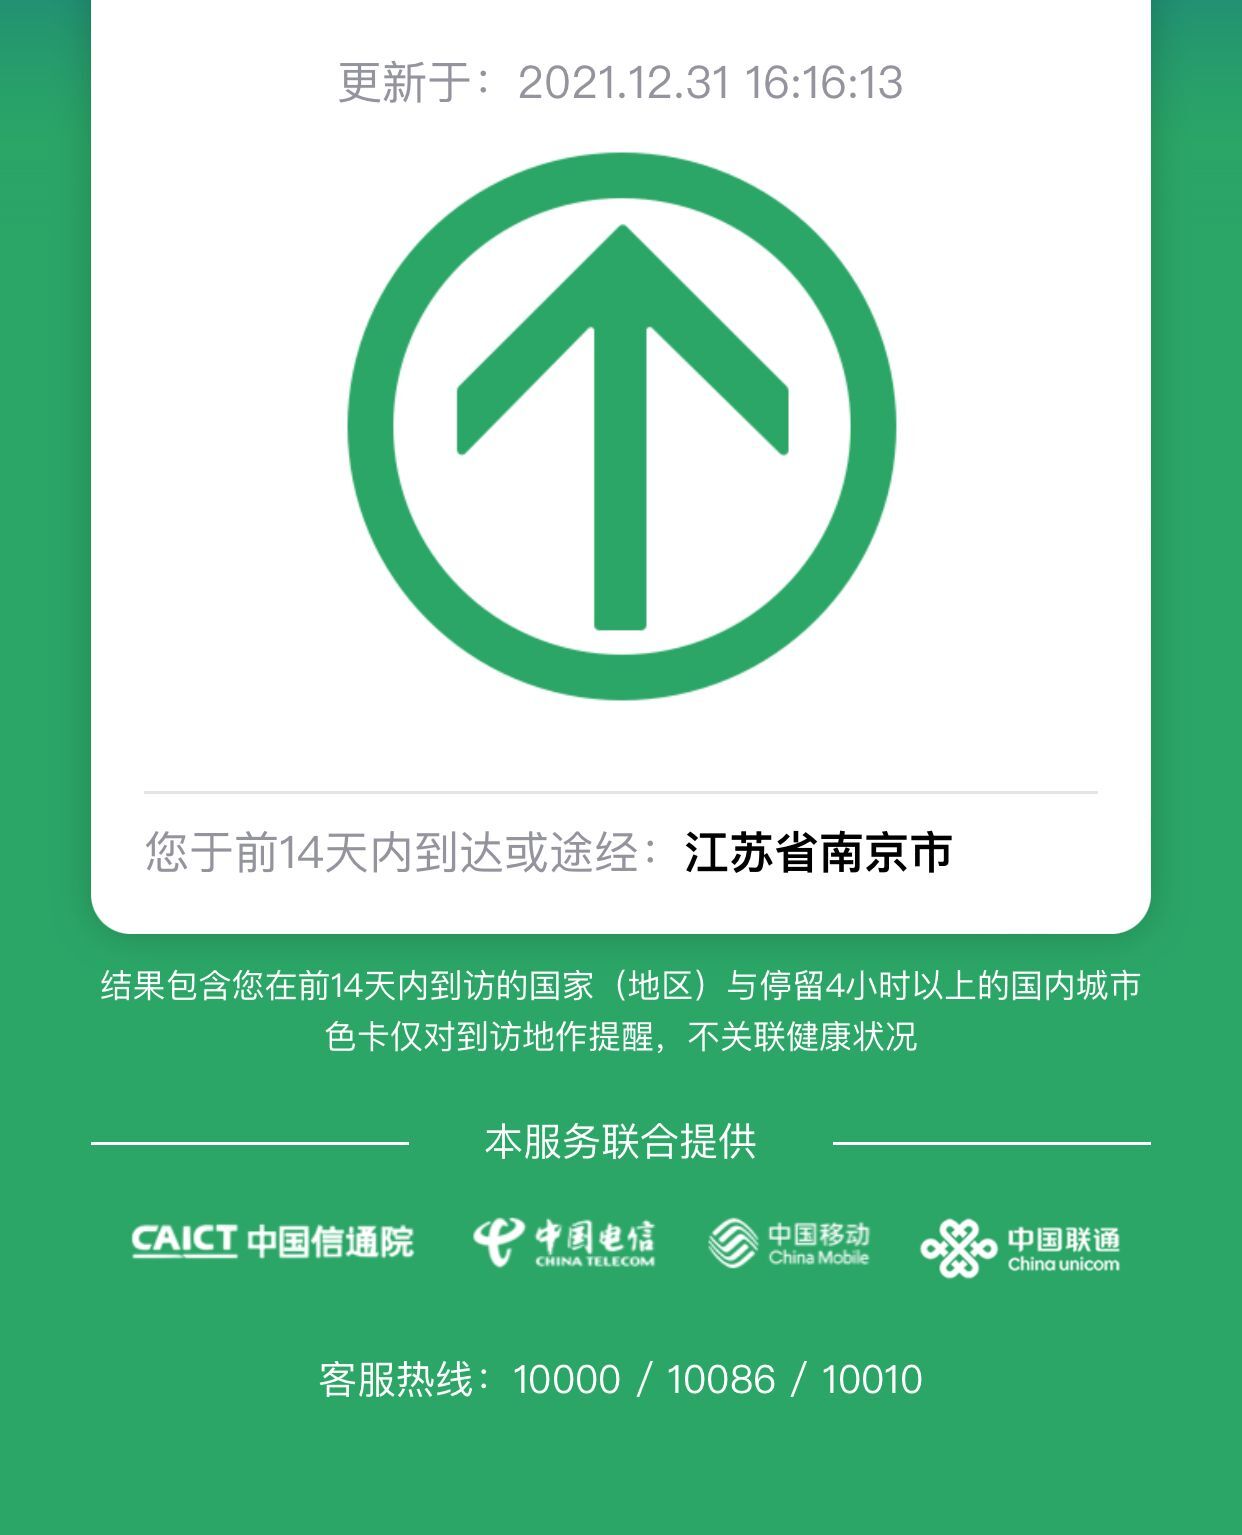 更新于：2021.12.31 16:16:13
您于前14天内到达或途经：江苏省南京市
结果包含您在前14天内到访的国家（地区）与停留4小时以上的国内城市
色卡仅对到访地作提醒，不关联健康状况
本服务联合提供
CAICT 中国信通院
中国电信
CHINA TELECOM
中国移动
China Mobile
中国联通
China unicom
客服热线：10000 / 10086 / 10010